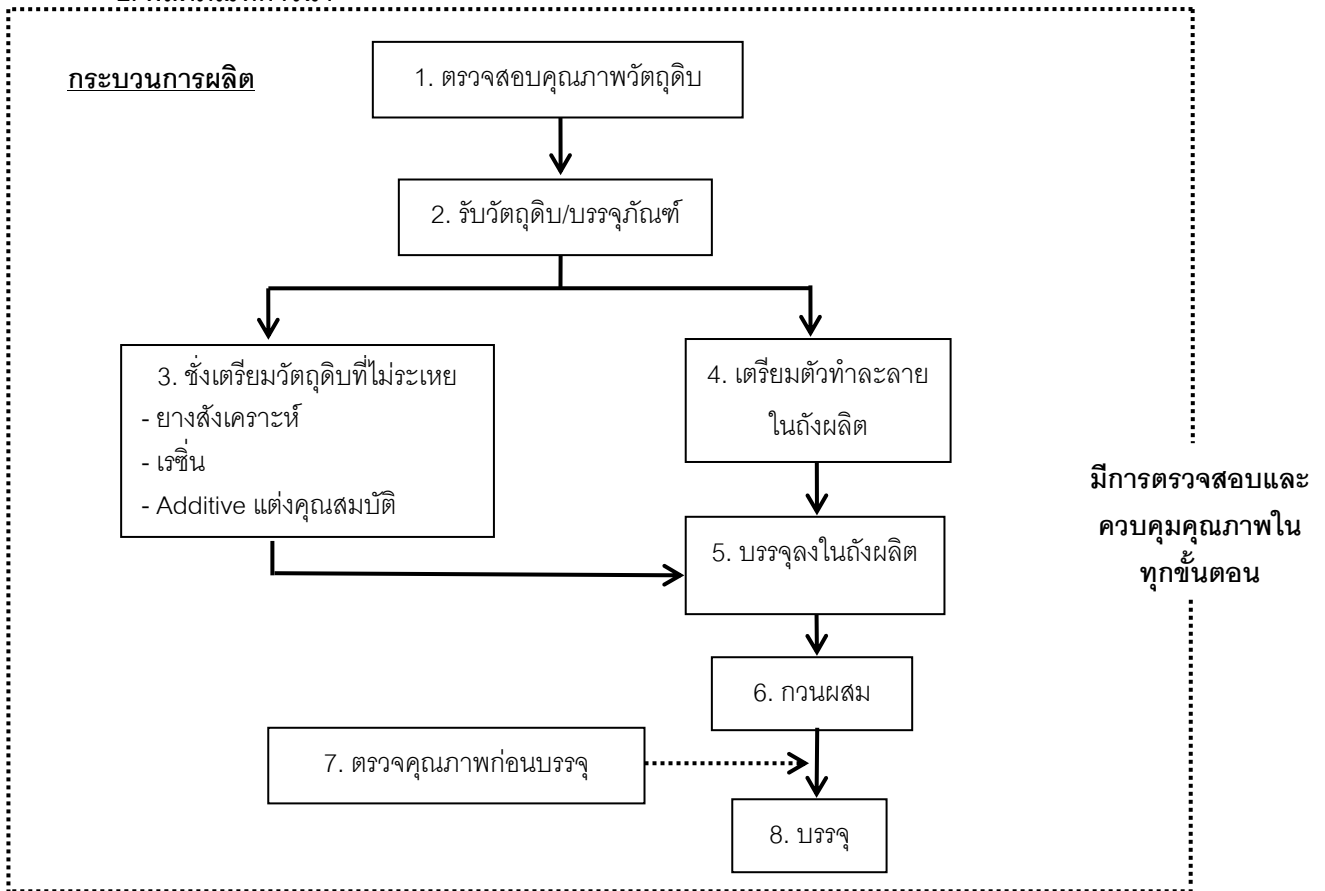 กระบวนการผลิต
1. ตรวจสอบคุณภาพวัตถุดิบ
2. รับวัตถุดิบ/บรรจุภัณฑ์
3. ชั่งเตรียมวัตถุดิบที่ไม่ระเหย
- ยางสังเคราะห์
- เรซิ่น
- Additive แต่งคุณสมบัติ
4. เตรียมตัวทำละลาย
ในถังผลิต
5. บรรจุลงในถังผลิต
6. กวนผสม
7. ตรวจคุณภาพก่อนบรรจุ
8. บรรจุ
มีการตรวจสอบและ
ควบคุมคุณภาพใน
ทุกขั้นตอน